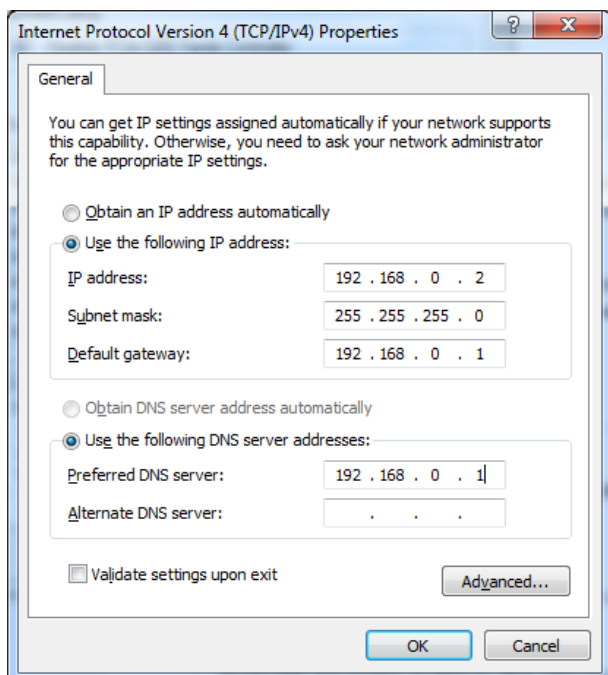 Internet Protocol Version 4 (TCP/IPv4) Properties
?
X
General
You can get IP settings assigned automatically if your network supports
this capability. Otherwise, you need to ask your network administrator
for the appropriate IP settings.
Obtain an IP address automatically
Use the following IP address:
IP address: 192 . 168 . 0 . 2
Subnet mask: 255 . 255 . 255 . 0
Default gateway: 192 . 168 . 0 . 1
Obtain DNS server address automatically
Use the following DNS server addresses:
Preferred DNS server: 192 . 168 . 0 . 1
Alternate DNS server: . . .
Validate settings upon exit
Advanced...
OK Cancel